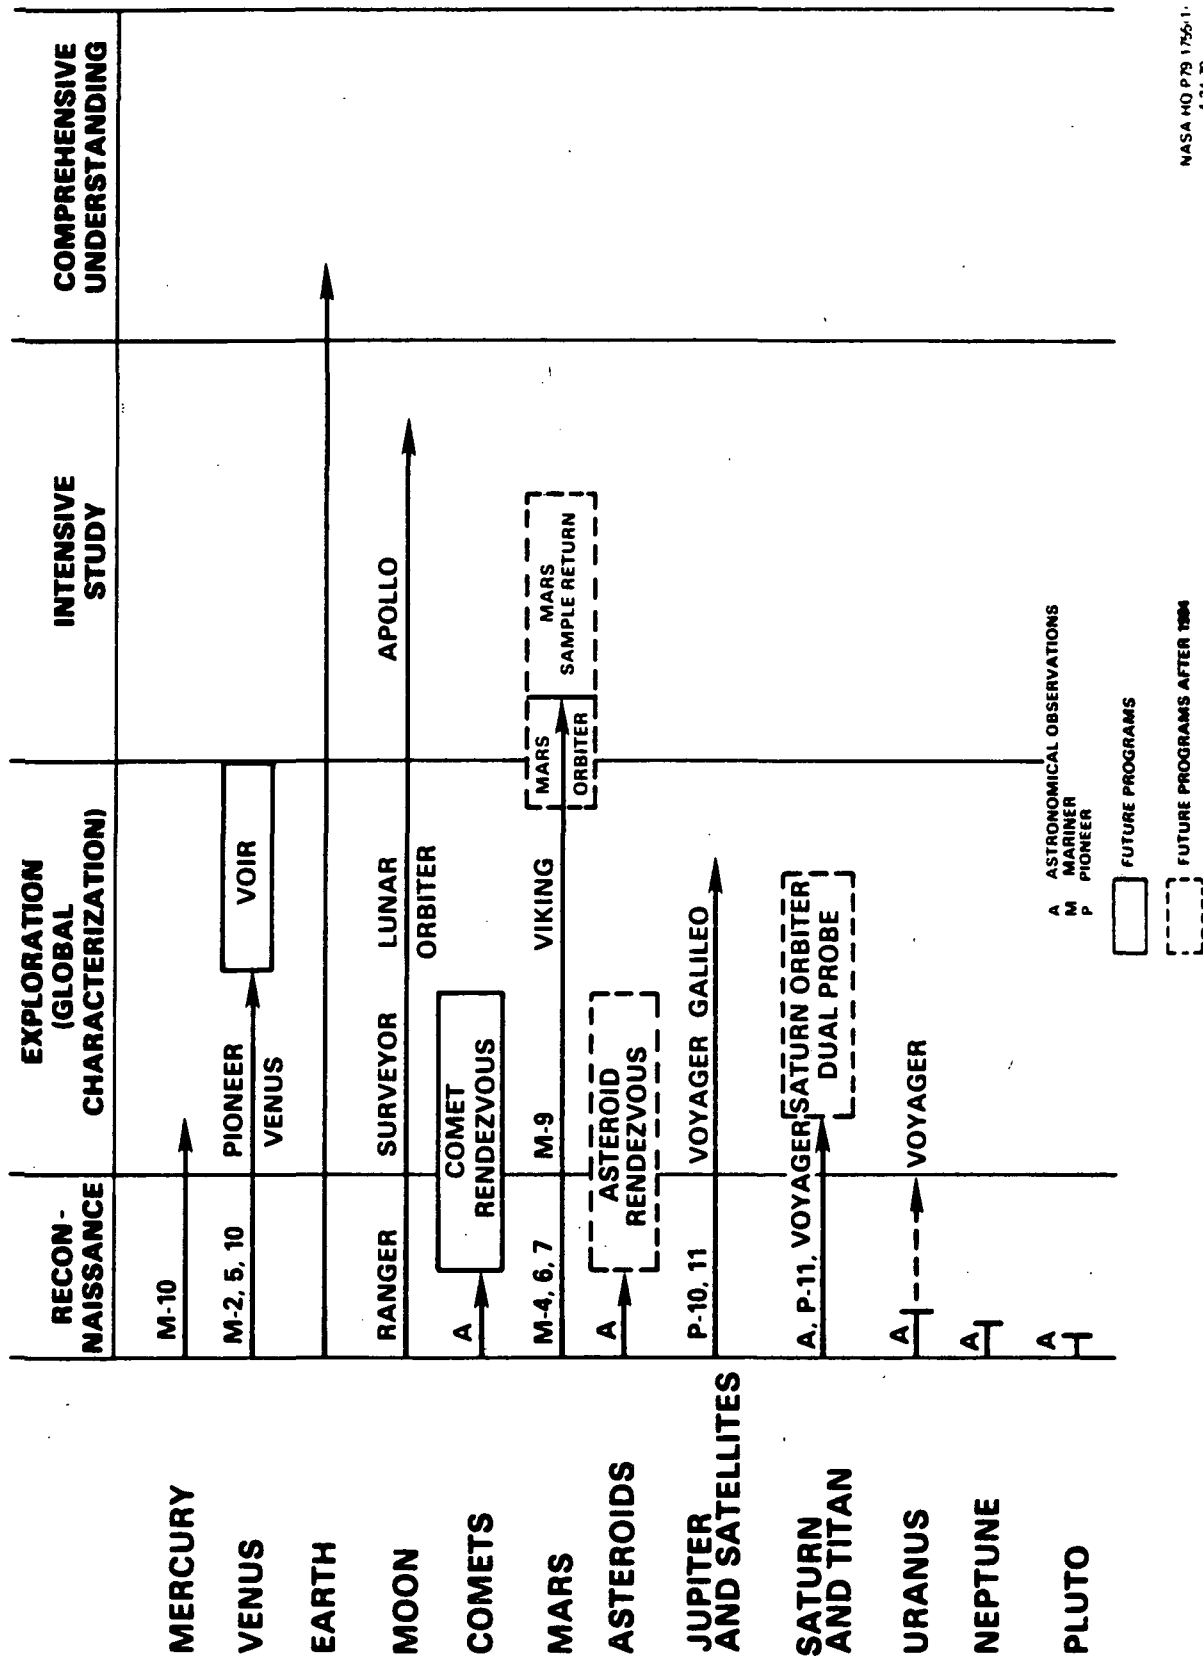 RECON-
NAISSANCE
EXPLORATION
(GLOBAL
CHARACTERIZATION)
INTENSIVE
STUDY
COMPREHENSIVE
UNDERSTANDING
MERCURY
M-10
VENUS
M-2, 5, 10
PIONEER
VENUS
VOIR
EARTH
MOON
RANGER
SURVEYOR
LUNAR
ORBITER
APOLLO
COMETS
A
COMET
RENDEZVOUS
MARS
M-4, 6, 7
M-9
VIKING
MARS
ORBITER
MARS
SAMPLE RETURN
ASTEROIDS
A
ASTEROID
RENDEZVOUS
JUPITER
AND SATELLITES
P-10, 11
VOYAGER GALILEO
SATURN
AND TITAN
A, P-11, VOYAGER
SATURN ORBITER
DUAL PROBE
URANUS
A
VOYAGER
NEPTUNE
A
PLUTO
A
A ASTRONOMICAL OBSERVATIONS
M MARINER
P PIONEER
FUTURE PROGRAMS
FUTURE PROGRAMS AFTER
NASA HQ P79